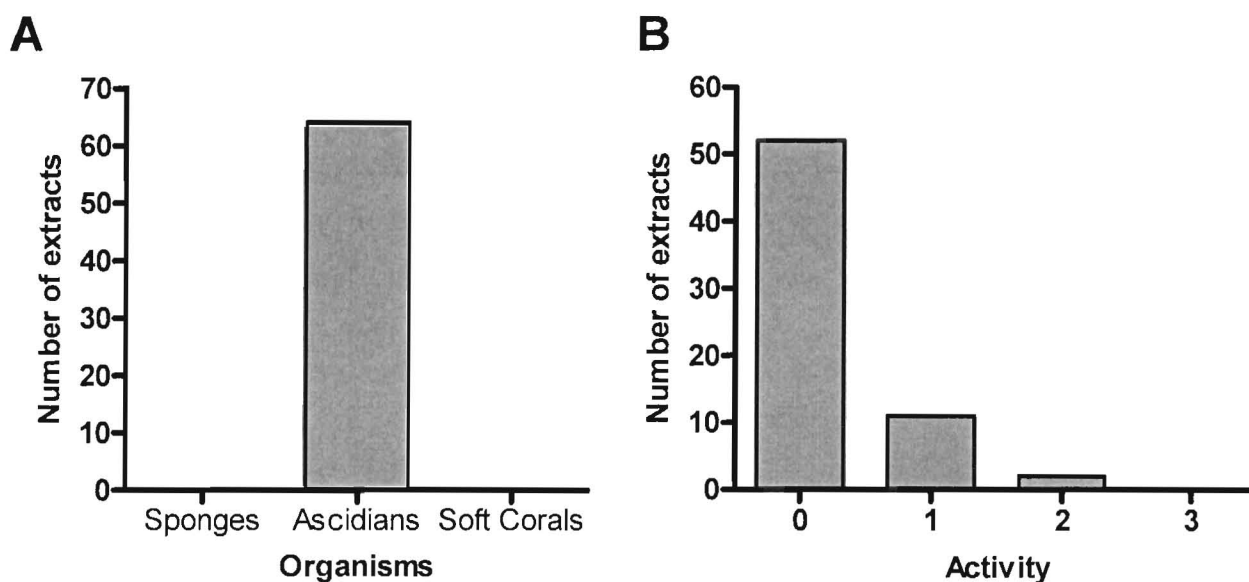 A
Number of extracts
70
60
50
40
30
20
10
0
Sponges Ascidians Soft Corals
Organisms
B
Number of extracts
60
50
40
30
20
10
0
0 1 2 3
Activity